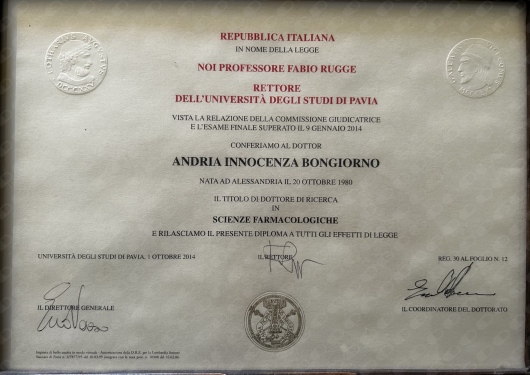 REPUBBLICA ITALIANA
IN NOME DELLA LEGGE
NOI PROFESSORE FABIO RUGGE
RETTORE
DELL'UNIVERSITÀ DEGLI STUDI DI PAVIA
VISTA LA RELAZIONE DELLA COMMISSIONE GIUDICATRICE
E L'ESAME FINALE SUPERATO IL 9 GENNAIO 2014
CONFERIAMO AL DOTTOR
ANDRIA INNOCENZA BONGIORNO
NATA AD ALESSANDRIA IL 20 OTTOBRE 1980
IL TITOLO DI DOTTORE DI RICERCA
IN
SCIENZE FARMACOLOGICHE
E RILASCIAMO IL PRESENTE DIPLOMA A TUTTI GLI EFFETTI DI LEGGE
UNIVERSITÀ DEGLI STUDI DI PAVIA, 1 OTTOBRE 2014
IL RETTORE
REG. 30 AL FOGLIO N. 12
IL DIRETTORE GENERALE
IL COORDINATORE DEL DOTTORATO